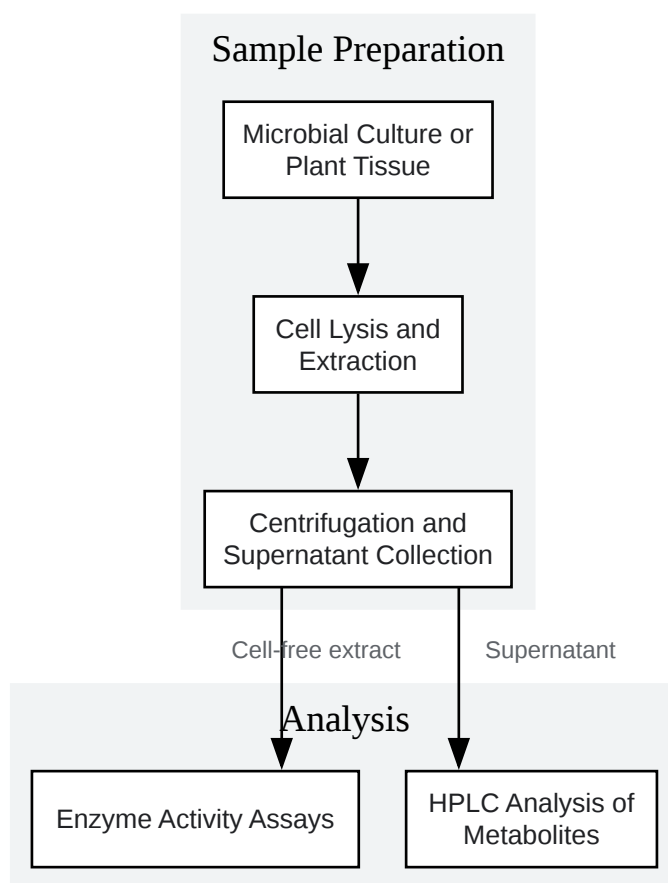 Sample Preparation
Microbial Culture or
Plant Tissue
Cell Lysis and
Extraction
Centrifugation and
Supernatant Collection
Cell-free extract
Supernatant
Analysis
Enzyme Activity Assays
HPLC Analysis of
Metabolites